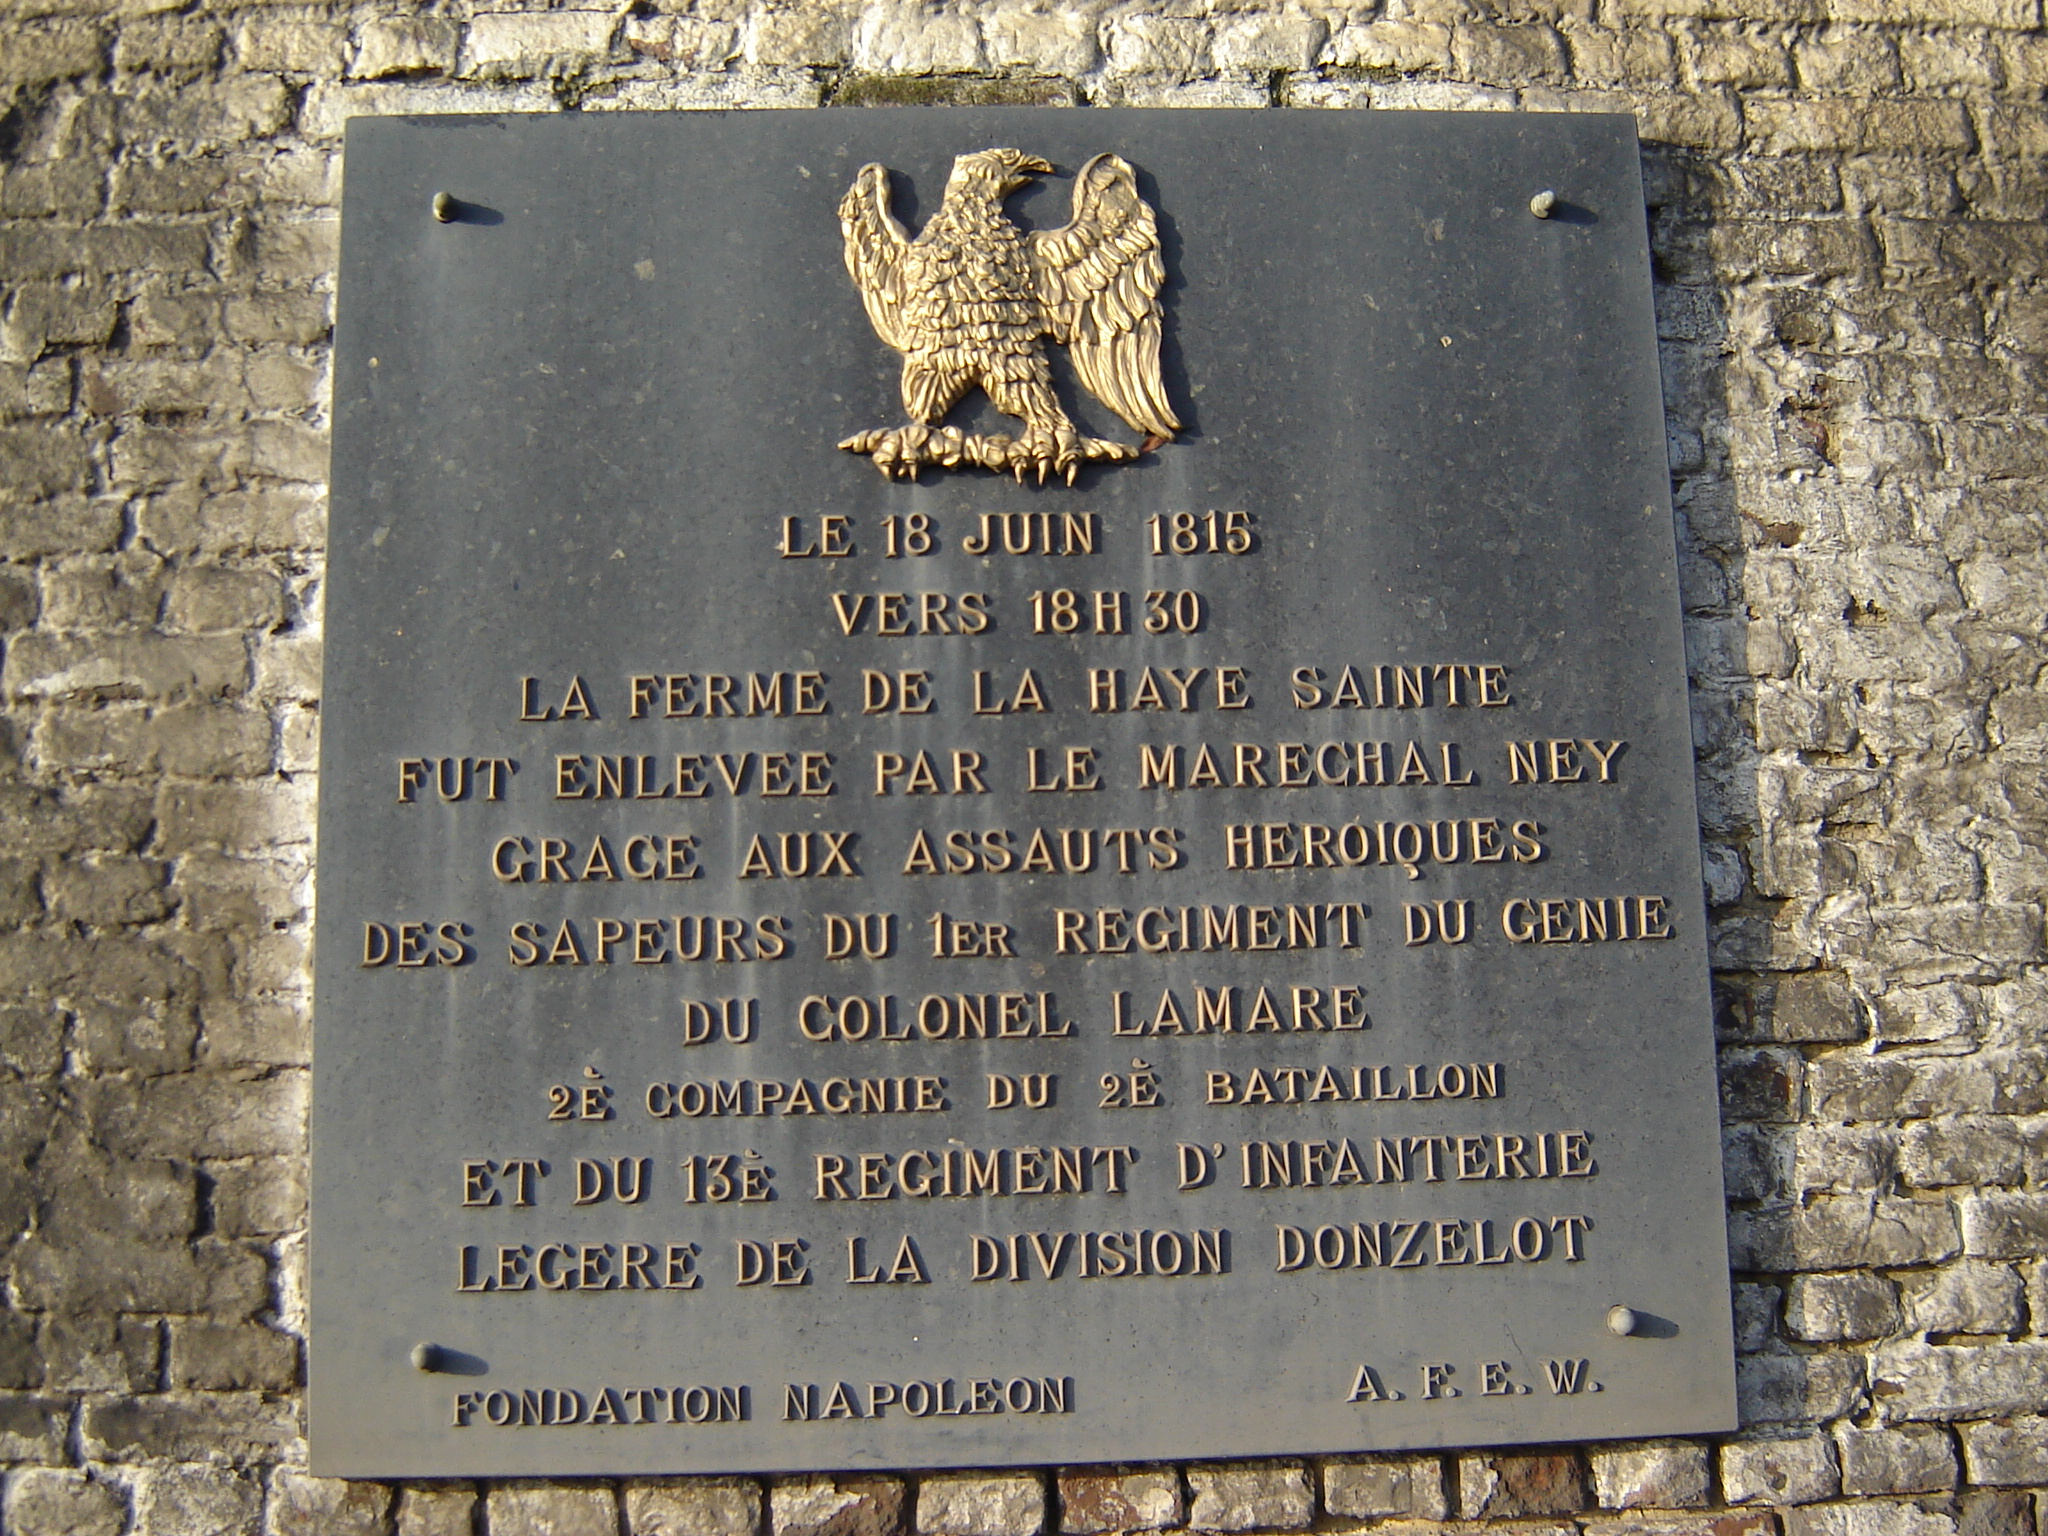 LE 18 JUIN 1815
VERS 18H30
LA FERME DE LA HAYE SAINTE
FUT ENLEVEE PAR LE MARECHAL NEY
GRACE AUX ASSAUTS HEROIQUES
DES SAPEURS DU 1ER REGIMENT DU GENIE
DU COLONEL LAMARE
2È COMPAGNIE DU 2È BATAILLON
ET DU 13È REGIMENT D'INFANTERIE
LEGERE DE LA DIVISION DONZELOT
FONDATION NAPOLEON A. F. E. W.